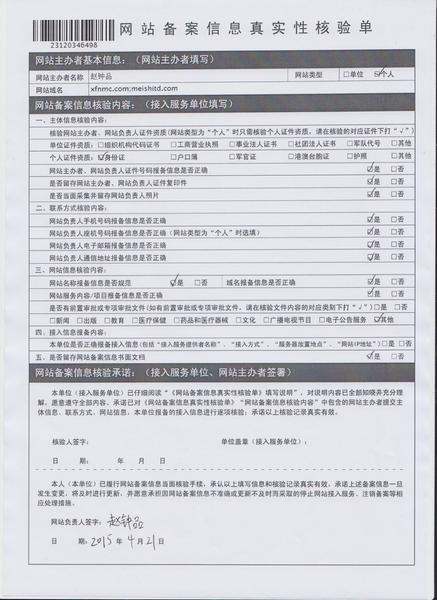 网站备案信息真实性核验单
23120346498
网站主办者基本信息：（网站主办者填写）
网站主办者名称 赵钟品 网站类型 □单位 ☑个人
网站域名 xfnmc.com;meishitd.com
网站备案信息核验内容：（接入服务单位填写）
一、主体信息核验内容：
核验网站主办者、网站负责人证件资质(网站类型为“个人”时只需核验个人证件资质，请在核验的对应证件下打“√”)
单位证件资质：□组织机构代码证书 □工商营业执照 □事业法人证书 □社团法人证书 □军队代号 □其他
个人证件资质：☑身份证 □户口簿 □军官证 □港澳台胞证 □护照 □其他
网站主办者、网站负责人证件号码报备信息是否正确 ☑是 □否
是否留存网站主办者、网站负责人证件复印件 ☑是 □否
是否当面采集并留存网站负责人照片 ☑是 □否
二、联系方式核验内容：
网站负责人手机号码报备信息是否正确 ☑是 □否
网站负责人座机号码报备信息是否正确(网站类型为“个人”时选填) ☑是 □否
网站负责人电子邮箱报备信息是否正确 ☑是 □否
网站负责人通信地址报备信息是否正确 ☑是 □否
三、网站信息核验内容：
网站名称报备信息是否规范 ☑是 □否 域名报备信息是否正确 ☑是 □否
网站服务内容/项目报备信息是否正确 ☑是 □否
是否有前置审批或专项审批文件(如有前置审批或专项审批文件，请在核验文件内容的对应类别下打“√”) ☑是 □否
□新闻 □出版 □教育 □医疗保健 □药品和医疗器械 □文化 □广播电视节目 □电子公告服务 ☑其他
四、接入信息报备内容：
本单位是否正确报备接入信息(包括“接入服务提供者名称”、“接入方式”、“服务器放置地点”、“网站IP地址”) □是 □否
五、是否留存网站备案信息书面文档 ☑是 □否
网站备案信息核验承诺：（接入服务单位、网站主办者签署）
本单位（本单位）已仔细阅读“《网站备案信息真实性核验单》填写说明”，对说明内容已全部知晓并充分理
解，愿意遵守全部内容。承诺对《网站备案信息真实性核验单》“网站备案信息核验内容”中包含的网站主办者提交主
体信息、联系方式、网站信息、本单位报备的接入信息进行逐项核验；承诺以上核验记录真实有效。
核验人签字： 单位盖章（接入服务单位）：
日 期： 年 月 日
本人（本单位）已履行网站备案信息当面核验手续，承认以上填写信息和核验记录真实有效，承诺上述备案信息一旦
发生变更，将及时进行更新，并愿意承担因网站备案信息不准确或更新不及时而采取的停止网站接入服务、注销备案等相
应处理措施。
网站负责人签字：赵钟品
日 期：2015年4月21日